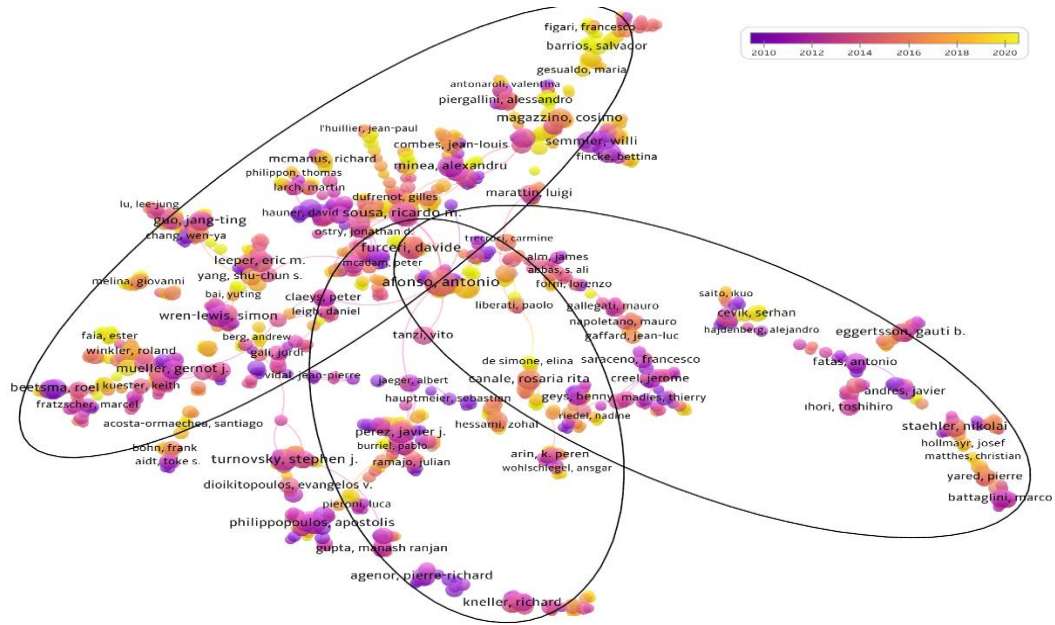 figari, francesco
barrios, salvador
gesualdo, maria
2010 2012 2014 2016 2018 2020
antonaroli, valentina
piergallini, alessandro
magazzino, cosimo
l'huillier, jean-paul
combes, jean-louis
semmler, willi
mcmanus, richard
minea, alexandru
fincke, bettina
philippon, thomas
larch, martin
dufrenot, gilles
marattin, luigi
lu, lee-jung
guo, jang-ting
hauner, david
sousa, ricardo m.
chang, wen-ya
ostry, jonathan d.
furceri, davide
trecroci, carmine
leeper, eric m.
mcadam, peter
alm, james
yang, shu-chun s.
abbas, s. ali
melina, giovanni
afonso, antonio
forni, lorenzo
bai, yuting
claeys, peter
liberati, paolo
gallegati, mauro
saito, ikuo
wren-lewis, simon
leigh, daniel
napoletano, mauro
cevik, serhan
faia, ester
berg, andrew
tanzi, vito
gaffard, jean-luc
hajdenberg, alejandro
eggertsson, gauti b.
winkler, roland
gali, jordi
de simone, elina
saraceno, francesco
mueller, gernot j.
vidal, jean-pierre
jaeger, albert
canale, rosaria rita
creel, jerome
fatas, antonio
beetsma, roel
kuester, keith
hauptmeier, sebastian
geys, benny
madies, thierry
andres, javier
fratzscher, marcel
riedel, nadine
ihori, toshihiro
acosta-ormaechea, santiago
perez, javier j.
hessami, zohal
staehler, nikolai
bohn, frank
burriel, pablo
hollmayr, josef
aidt, toke s.
turnovsky, stephen j.
ramajo, julian
arin, k. peren
matthes, christian
wohlschlegel, ansgar
yared, pierre
dioikitopoulos, evangelos v.
battaglini, marco
pieroni, luca
philippopoulos, apostolis
gupta, manash ranjan
agenor, pierre-richard
kneller, richard